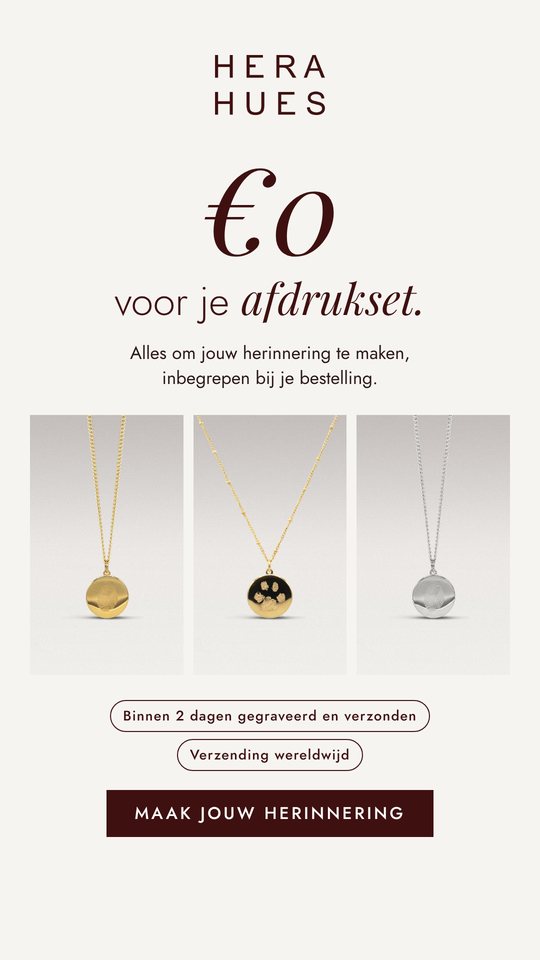 HERA
HUES
€0
voor je afdrukset.
Alles om jouw herinnering te maken,
inbegrepen bij je bestelling.
Binnen 2 dagen gegraveerd en verzonden
Verzending wereldwijd
MAAK JOUW HERINNERING